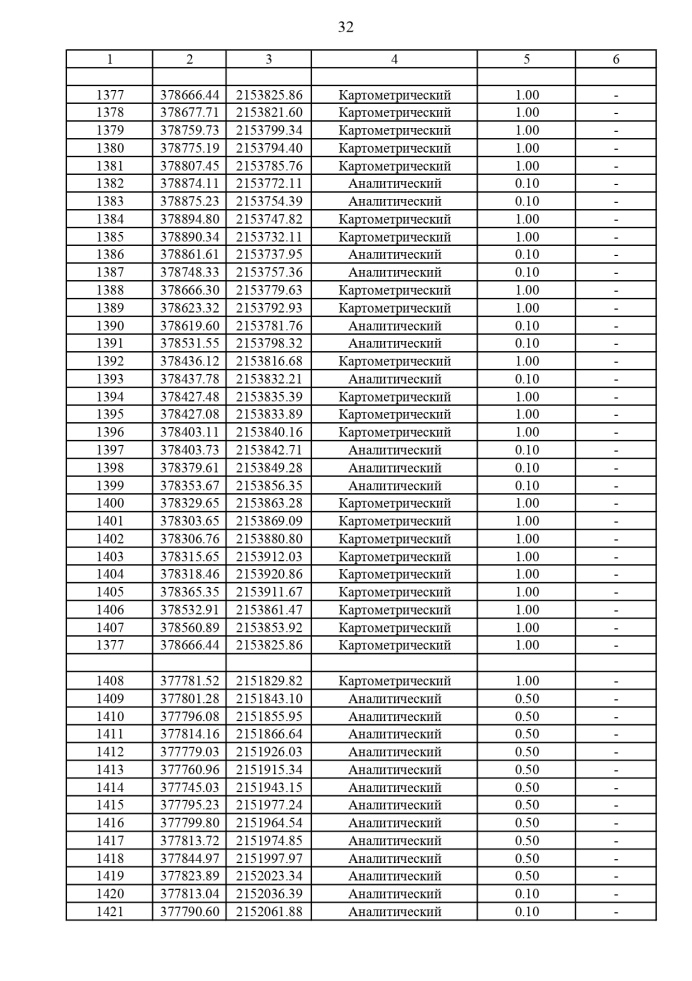 32
1 2 3 4 5 6
1377 378666.44 2153825.86 Картометрический 1.00 -
1378 378677.71 2153821.60 Картометрический 1.00 -
1379 378759.73 2153799.34 Картометрический 1.00 -
1380 378775.19 2153794.40 Картометрический 1.00 -
1381 378807.45 2153785.76 Картометрический 1.00 -
1382 378874.11 2153772.11 Аналитический 0.10 -
1383 378875.23 2153754.39 Аналитический 0.10 -
1384 378894.80 2153747.82 Картометрический 1.00 -
1385 378890.34 2153732.11 Картометрический 1.00 -
1386 378861.61 2153737.95 Аналитический 0.10 -
1387 378748.33 2153757.36 Аналитический 0.10 -
1388 378666.30 2153779.63 Картометрический 1.00 -
1389 378623.32 2153792.93 Картометрический 1.00 -
1390 378619.60 2153781.76 Аналитический 0.10 -
1391 378531.55 2153798.32 Аналитический 0.10 -
1392 378436.12 2153816.68 Картометрический 1.00 -
1393 378437.78 2153832.21 Аналитический 0.10 -
1394 378427.48 2153835.39 Картометрический 1.00 -
1395 378427.08 2153833.89 Картометрический 1.00 -
1396 378403.11 2153840.16 Картометрический 1.00 -
1397 378403.73 2153842.71 Аналитический 0.10 -
1398 378379.61 2153849.28 Аналитический 0.10 -
1399 378353.67 2153856.35 Аналитический 0.10 -
1400 378329.65 2153863.28 Картометрический 1.00 -
1401 378303.65 2153869.09 Картометрический 1.00 -
1402 378306.76 2153880.80 Картометрический 1.00 -
1403 378315.65 2153912.03 Картометрический 1.00 -
1404 378318.46 2153920.86 Картометрический 1.00 -
1405 378365.35 2153911.67 Картометрический 1.00 -
1406 378532.91 2153861.47 Картометрический 1.00 -
1407 378560.89 2153853.92 Картометрический 1.00 -
1377 378666.44 2153825.86 Картометрический 1.00 -
1408 377781.52 2151829.82 Картометрический 1.00 -
1409 377801.28 2151843.10 Аналитический 0.50 -
1410 377796.08 2151855.95 Аналитический 0.50 -
1411 377814.16 2151866.64 Аналитический 0.50 -
1412 377779.03 2151926.03 Аналитический 0.50 -
1413 377760.96 2151915.34 Аналитический 0.50 -
1414 377745.03 2151943.15 Аналитический 0.50 -
1415 377795.23 2151977.24 Аналитический 0.50 -
1416 377799.80 2151964.54 Аналитический 0.50 -
1417 377813.72 2151974.85 Аналитический 0.50 -
1418 377844.97 2151997.97 Аналитический 0.50 -
1419 377823.89 2152023.34 Аналитический 0.50 -
1420 377813.04 2152036.39 Аналитический 0.10 -
1421 377790.60 2152061.88 Аналитический 0.10 -